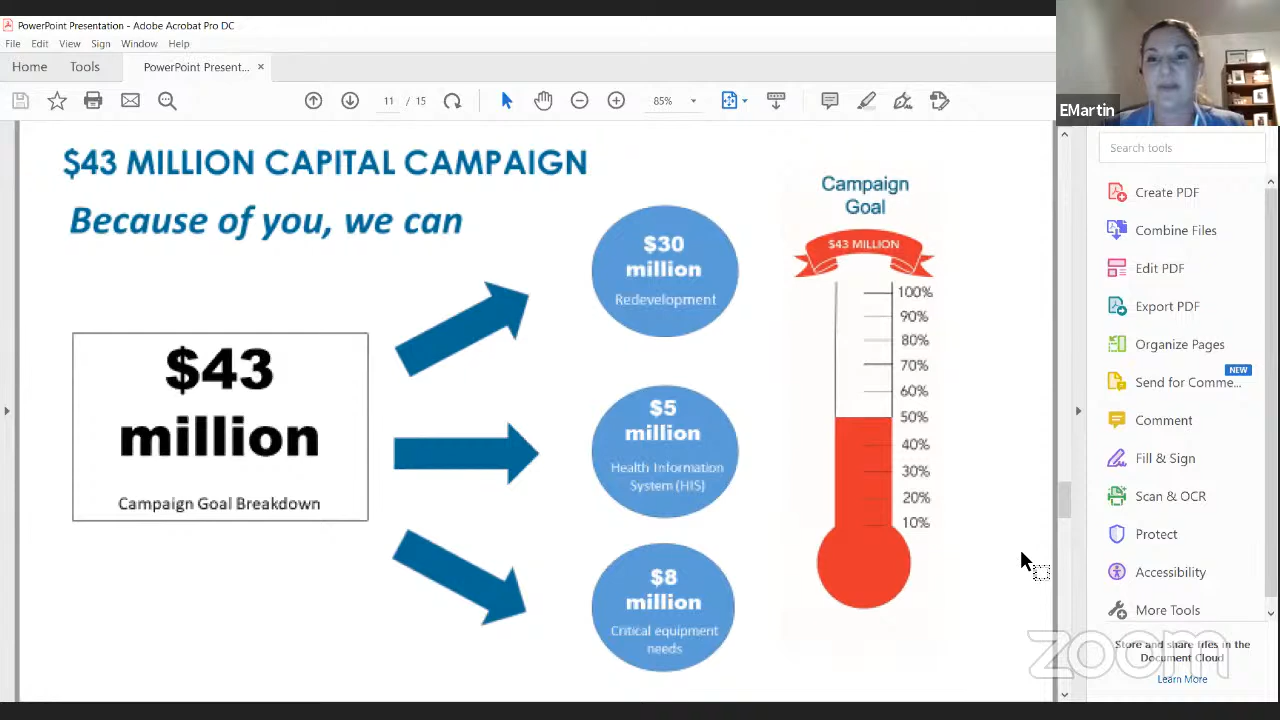 PowerPoint Presentation - Adobe Acrobat Pro DC
File Edit View Sign Window Help
Home Tools PowerPoint Present... ×
11 / 15 85%
EMartin
$43 MILLION CAPITAL CAMPAIGN
Because of you, we can
$43
million
Campaign Goal Breakdown
$30
million
Redevelopment
$5
million
Health Information
System (HIS)
$8
million
Critical equipment
needs
Campaign
Goal
$43 MILLION
100%
90%
80%
70%
60%
50%
40%
30%
20%
10%
Search tools
Create PDF
Combine Files
Edit PDF
Export PDF
Organize Pages
NEW
Send for Comme...
Comment
Fill & Sign
Scan & OCR
Protect
Accessibility
More Tools
Store and share files in the
Document Cloud
Learn More
zoom